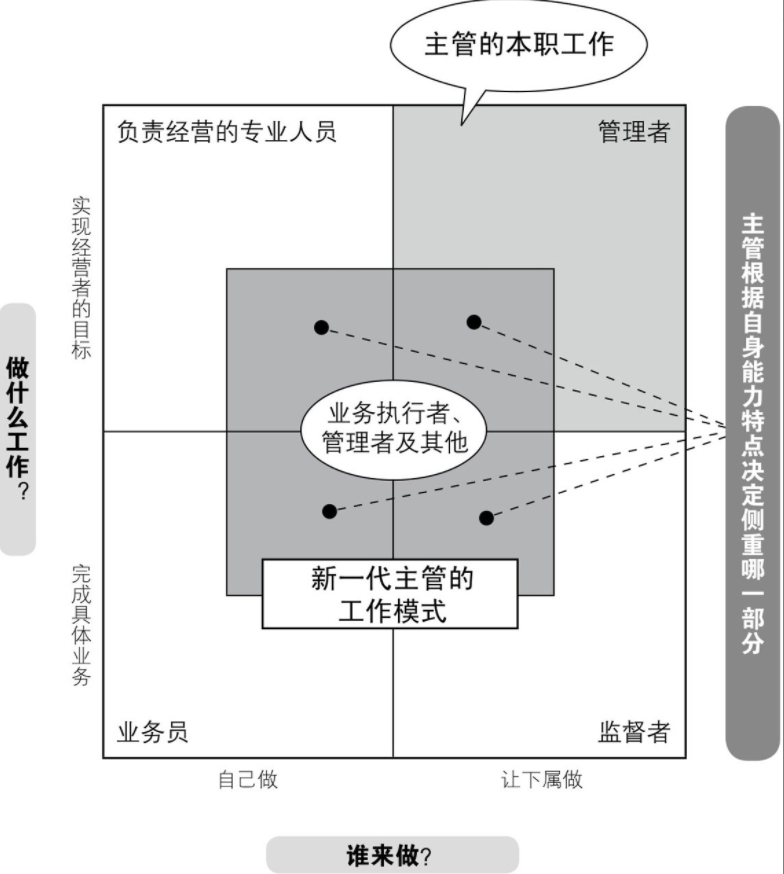 主管的本职工作
负责经营的专业人员
管理者
实现经营者的目标
做什么工作?
完成具体业务
业务执行者、
管理者及其他
新一代主管的
工作模式
业务员
监督者
自己做
让下属做
谁来做?
主管根据自身能力特点决定侧重哪一部分